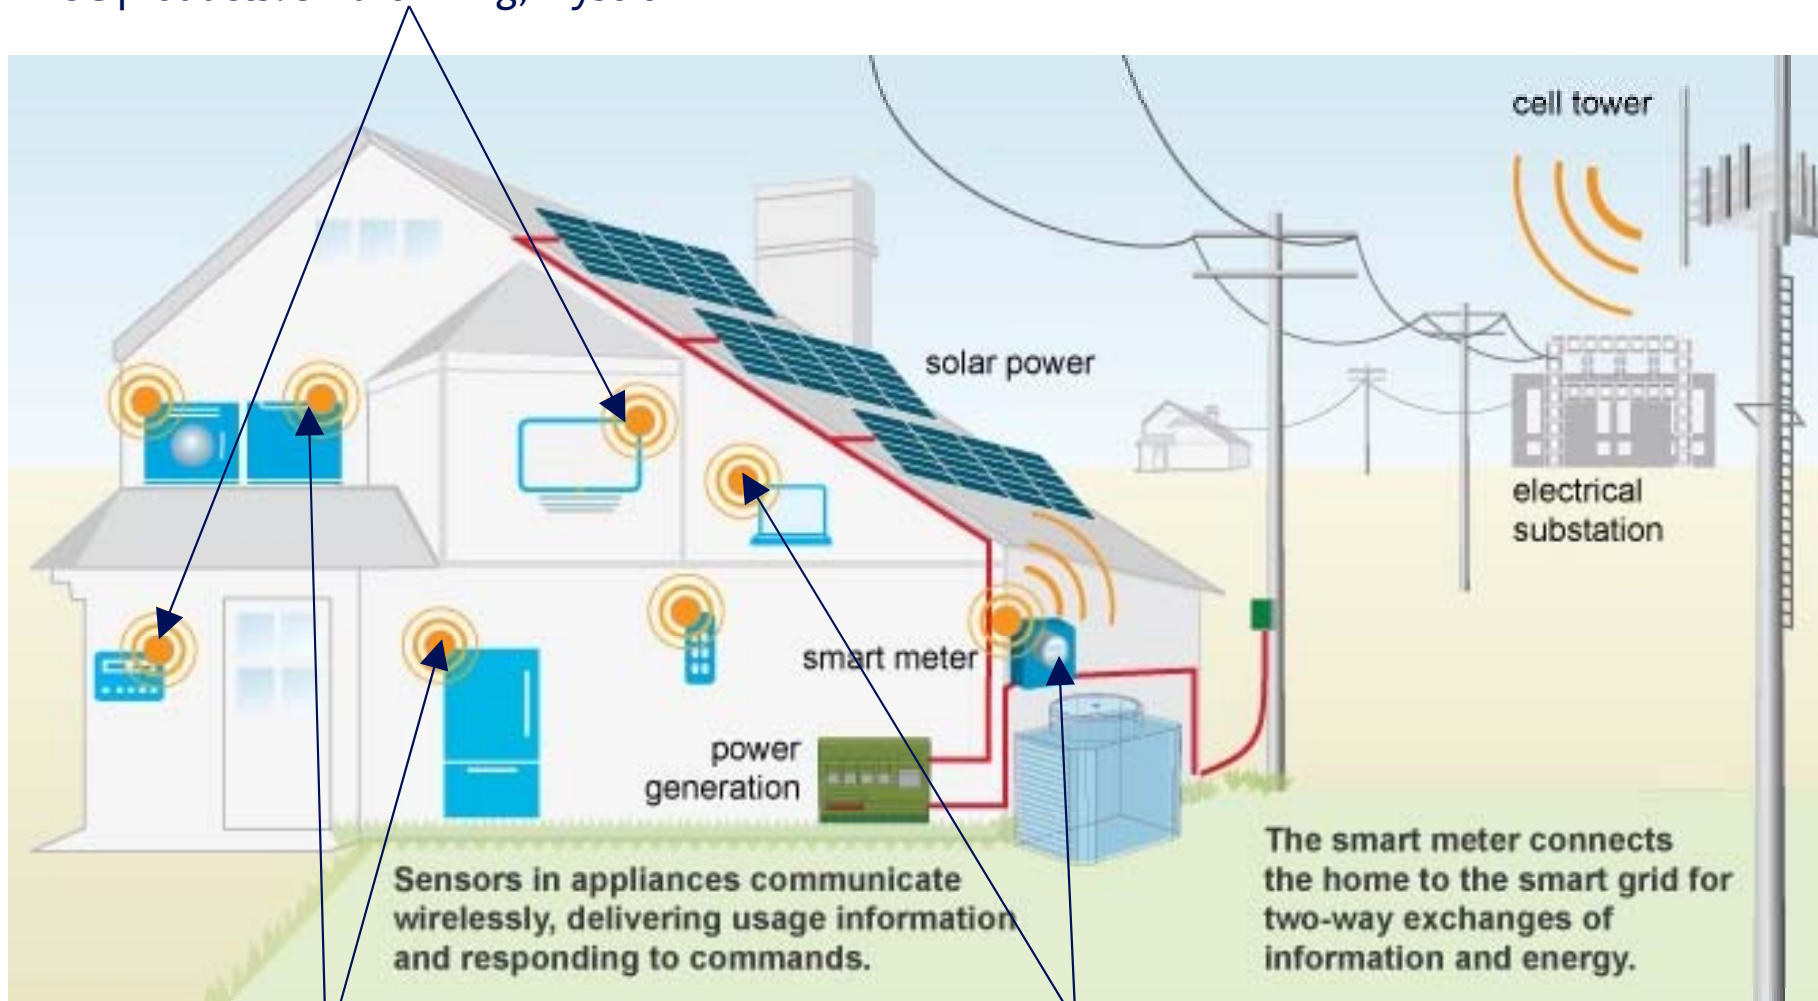 cell tower
solar power
electrical
substation
smart meter
power
generation
The smart meter connects
the home to the smart grid for
two-way exchanges of
information and energy.
Sensors in appliances communicate
wirelessly, delivering usage information
and responding to commands.